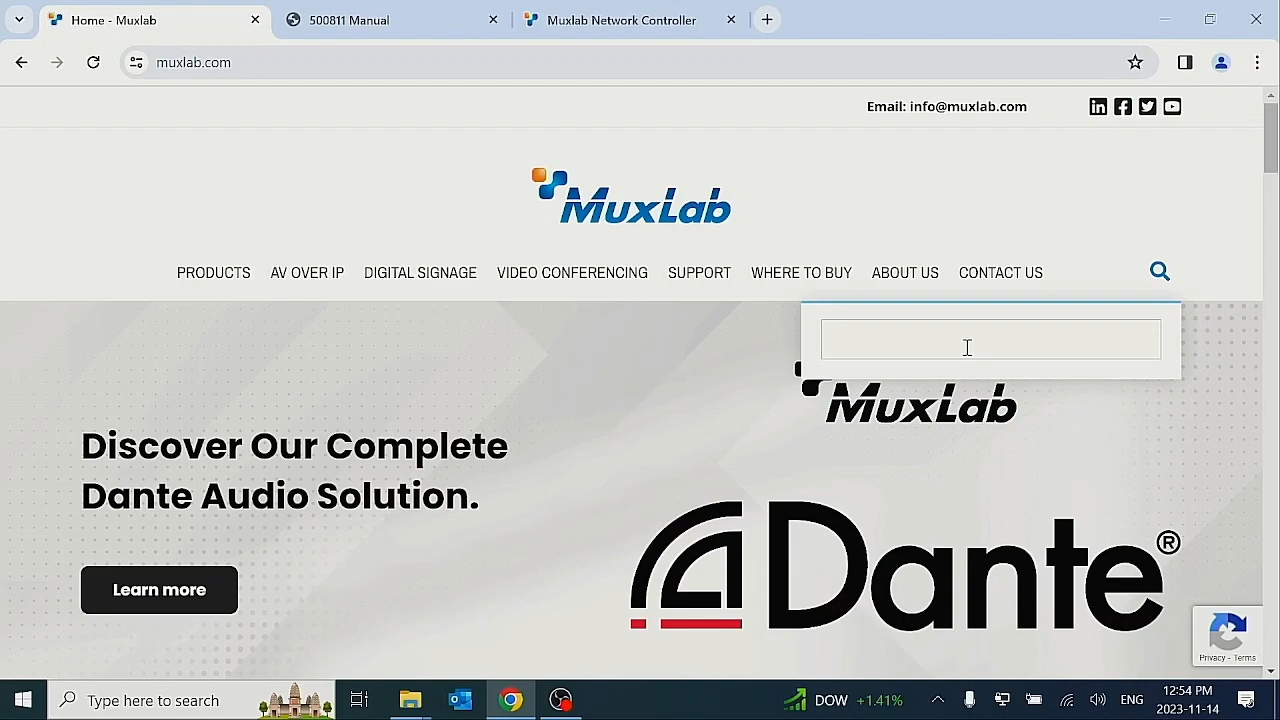 Home - Muxlab
500811 Manual
Muxlab Network Controller
muxlab.com
Email: info@muxlab.com
MuxLab
PRODUCTS AV OVER IP DIGITAL SIGNAGE VIDEO CONFERENCING SUPPORT WHERE TO BUY ABOUT US CONTACT US
MuxLab
Discover Our Complete
Dante Audio Solution.
Dante®
Learn more
Privacy - Terms
Type here to search
DOW +1.41%
ENG
12:54 PM
2023-11-14